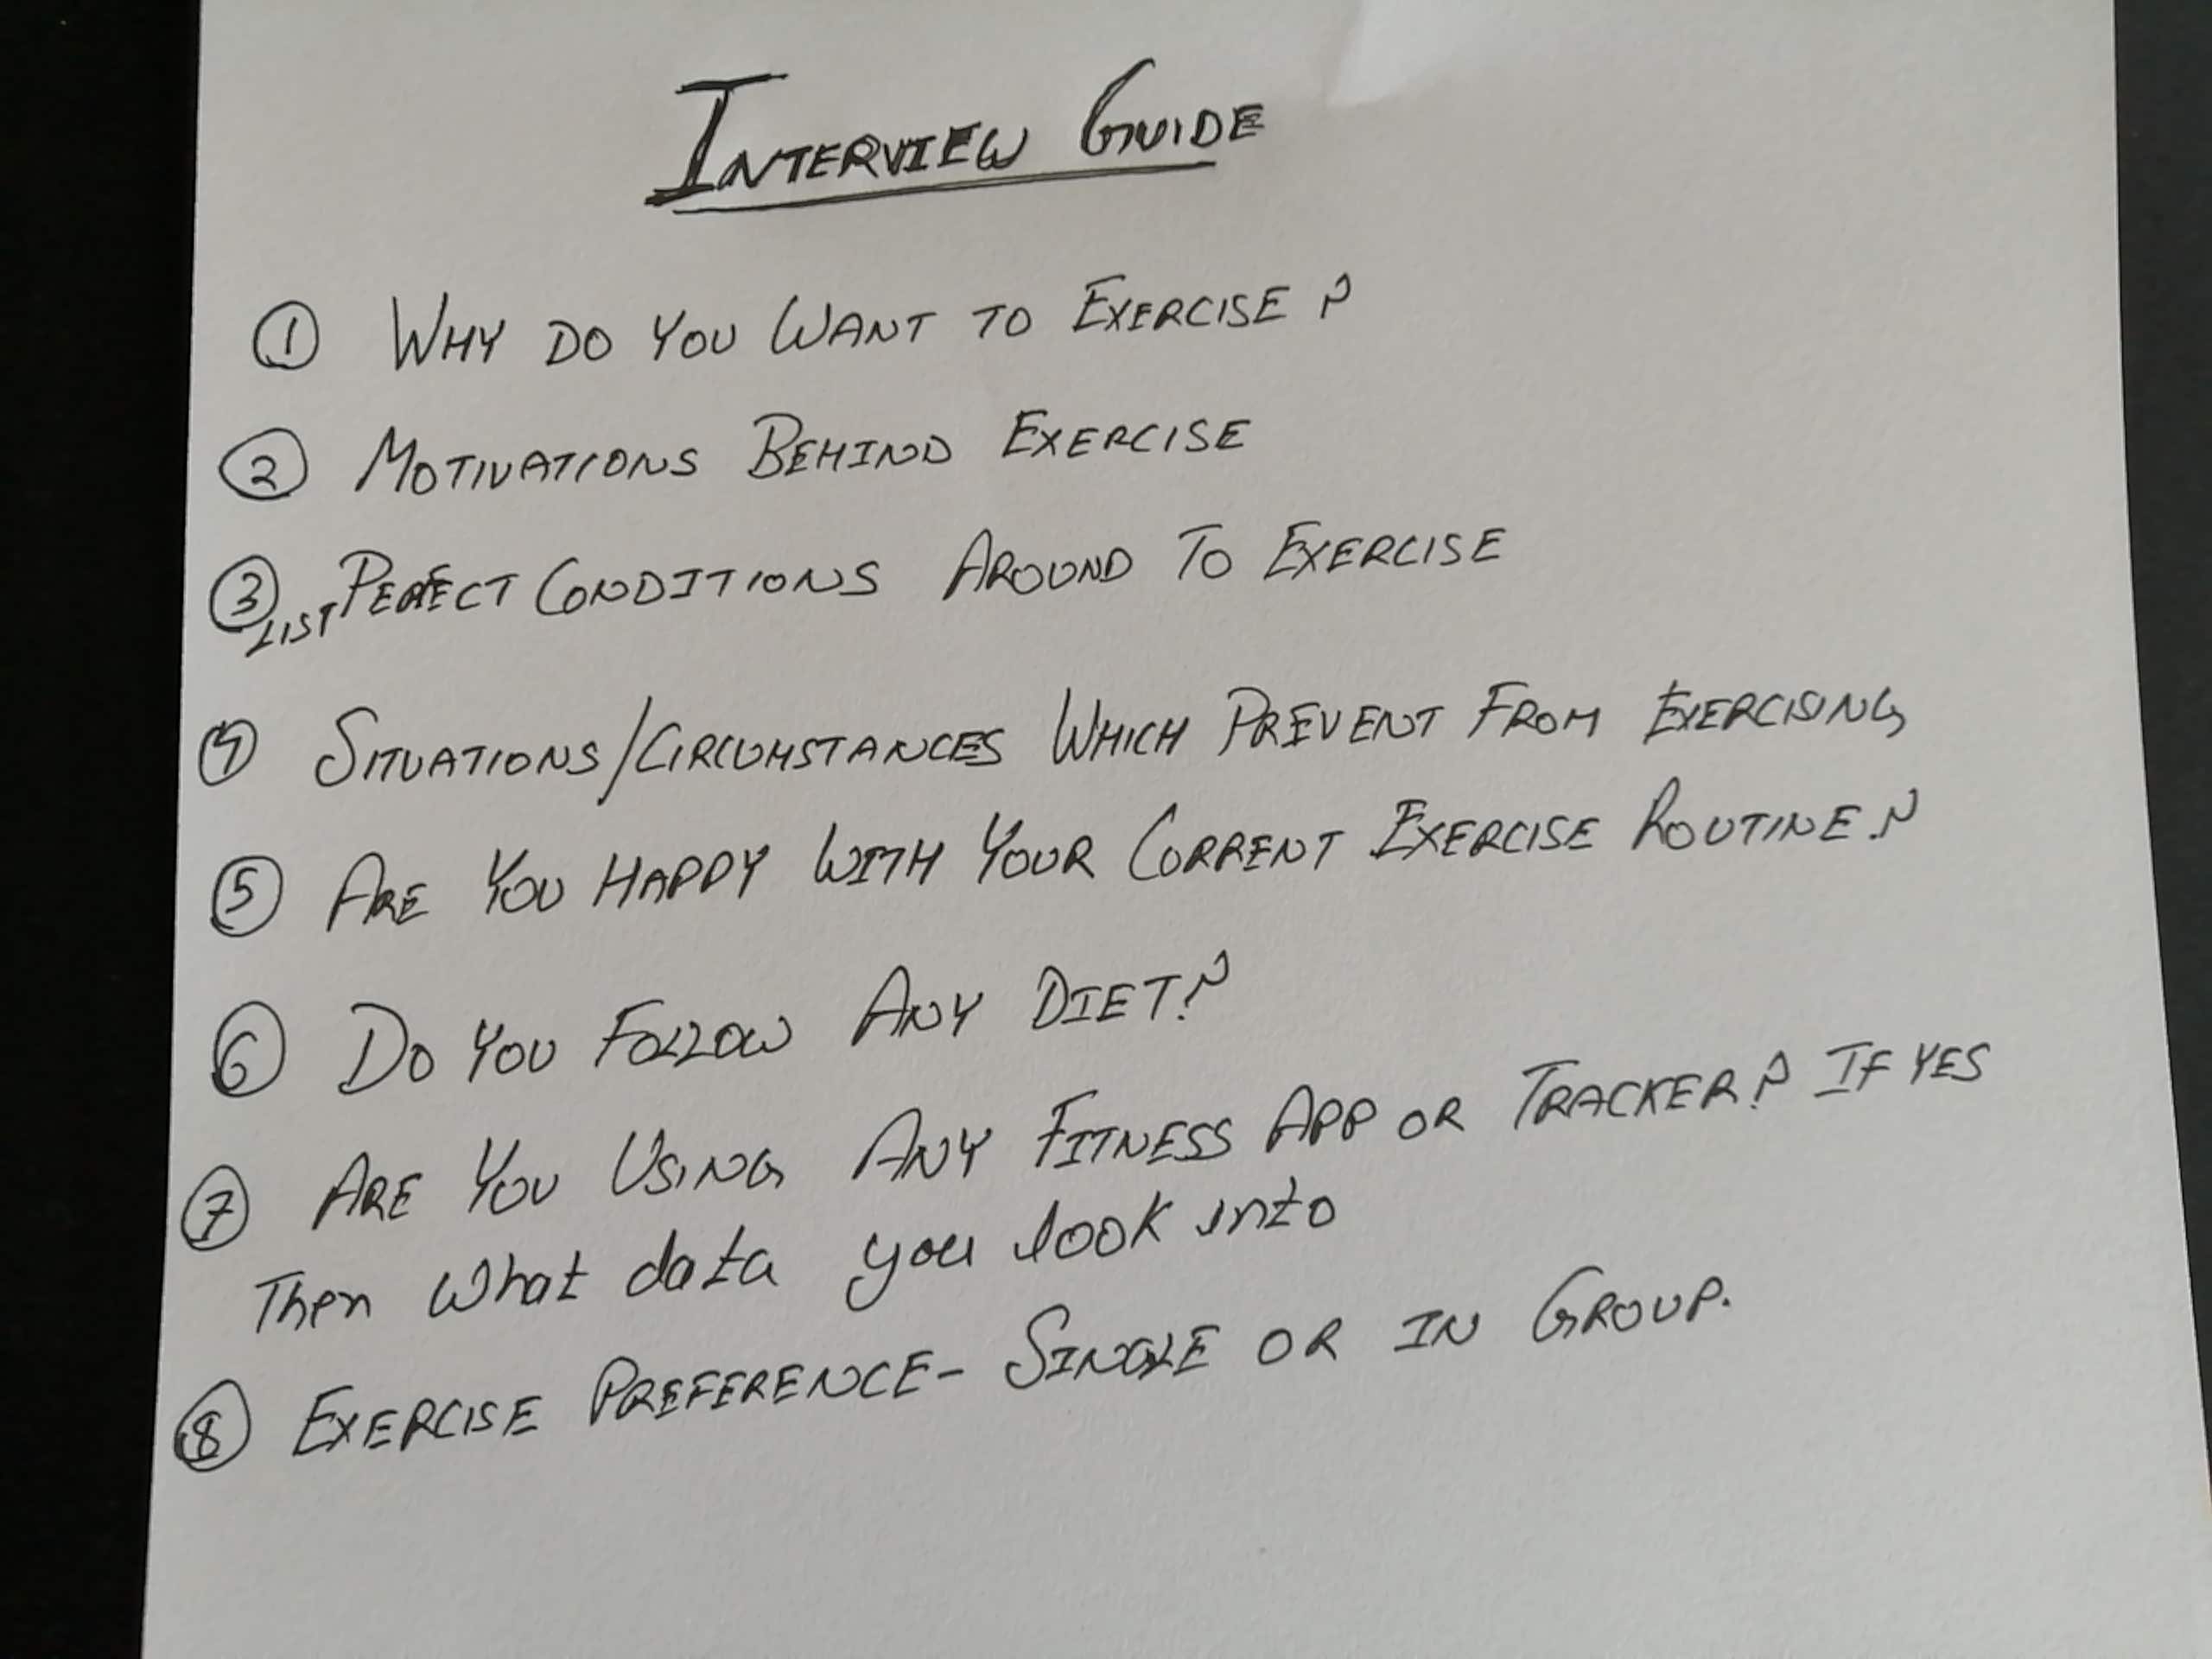 INTERVIEW GUIDE
① WHY DO YOU WANT TO EXERCISE ?
② MOTIVATIONS BEHIND EXERCISE
③ LIST PERFECT CONDITIONS AROUND TO EXERCISE
④ SITUATIONS/CIRCUMSTANCES WHICH PREVENT FROM EXERCISING
⑤ ARE YOU HAPPY WITH YOUR CURRENT EXERCISE ROUTINE ?
⑥ DO YOU FOLLOW ANY DIET?
⑦ ARE YOU USING ANY FITNESS APP OR TRACKER? IF YES
Then what data you look into
⑧ EXERCISE PREFERENCE- SINGLE OR IN GROUP.